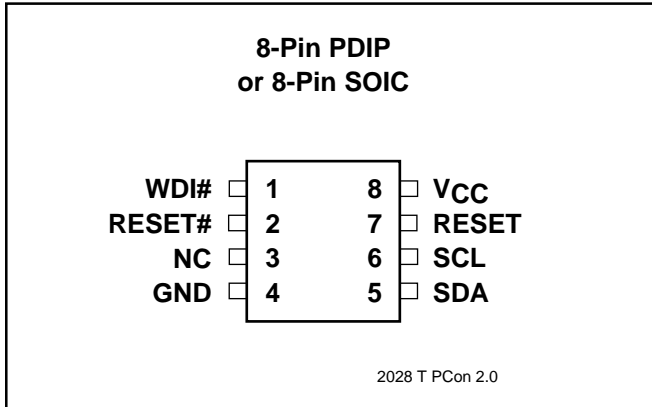 8-Pin PDIP
or 8-Pin SOIC
WDI# 1 8 VCC
RESET# 2 7 RESET
NC 3 6 SCL
GND 4 5 SDA
2028 T PCon 2.0